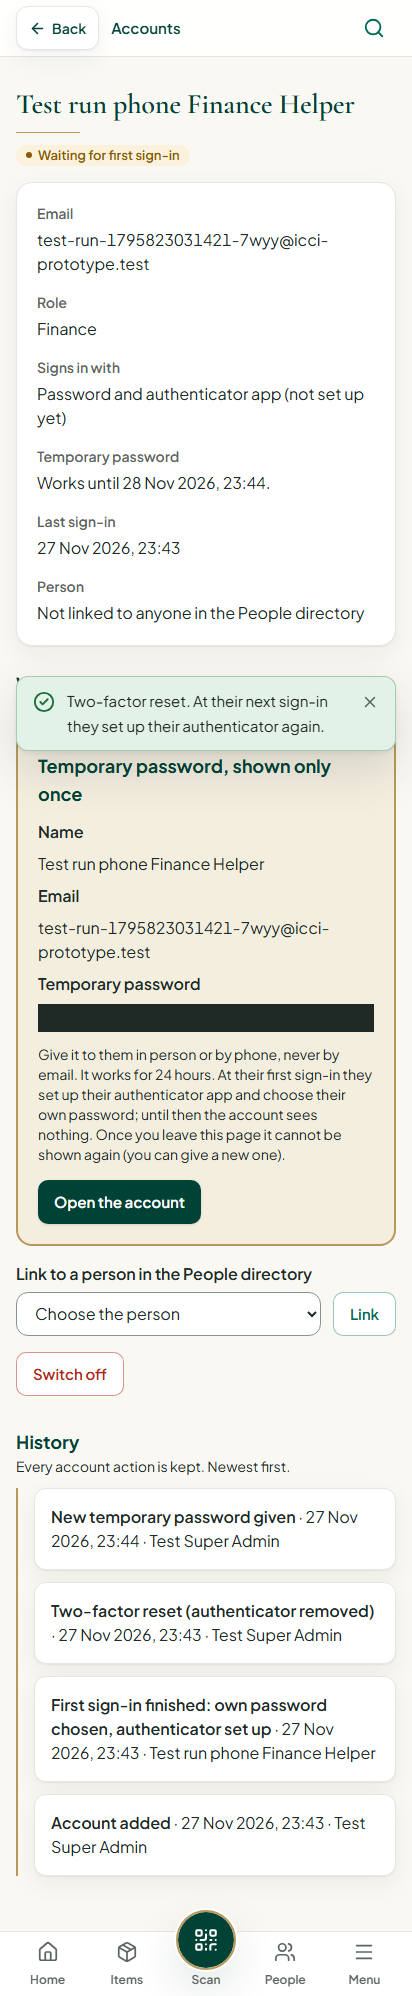 Back Accounts
Test run phone Finance Helper
Waiting for first sign-in
Email
test-run-1795823031421-7wyy@icci-
prototype.test
Role
Finance
Signs in with
Password and authenticator app (not set up
yet)
Temporary password
Works until 28 Nov 2026, 23:44.
Last sign-in
27 Nov 2026, 23:43
Person
Not linked to anyone in the People directory
Two-factor reset. At their next sign-in
they set up their authenticator again.
Temporary password, shown only
once
Name
Test run phone Finance Helper
Email
test-run-1795823031421-7wyy@icci-
prototype.test
Temporary password
Give it to them in person or by phone, never by
email. It works for 24 hours. At their first sign-in they
set up their authenticator app and choose their
own password; until then the account sees
nothing. Once you leave this page it cannot be
shown again (you can give a new one).
Open the account
Link to a person in the People directory
Choose the person Link
Switch off
History
Every account action is kept. Newest first.
New temporary password given · 27 Nov
2026, 23:44 · Test Super Admin
Two-factor reset (authenticator removed)
· 27 Nov 2026, 23:43 · Test Super Admin
First sign-in finished: own password
chosen, authenticator set up · 27 Nov
2026, 23:43 · Test run phone Finance Helper
Account added · 27 Nov 2026, 23:43 · Test
Super Admin
Home Items Scan People Menu